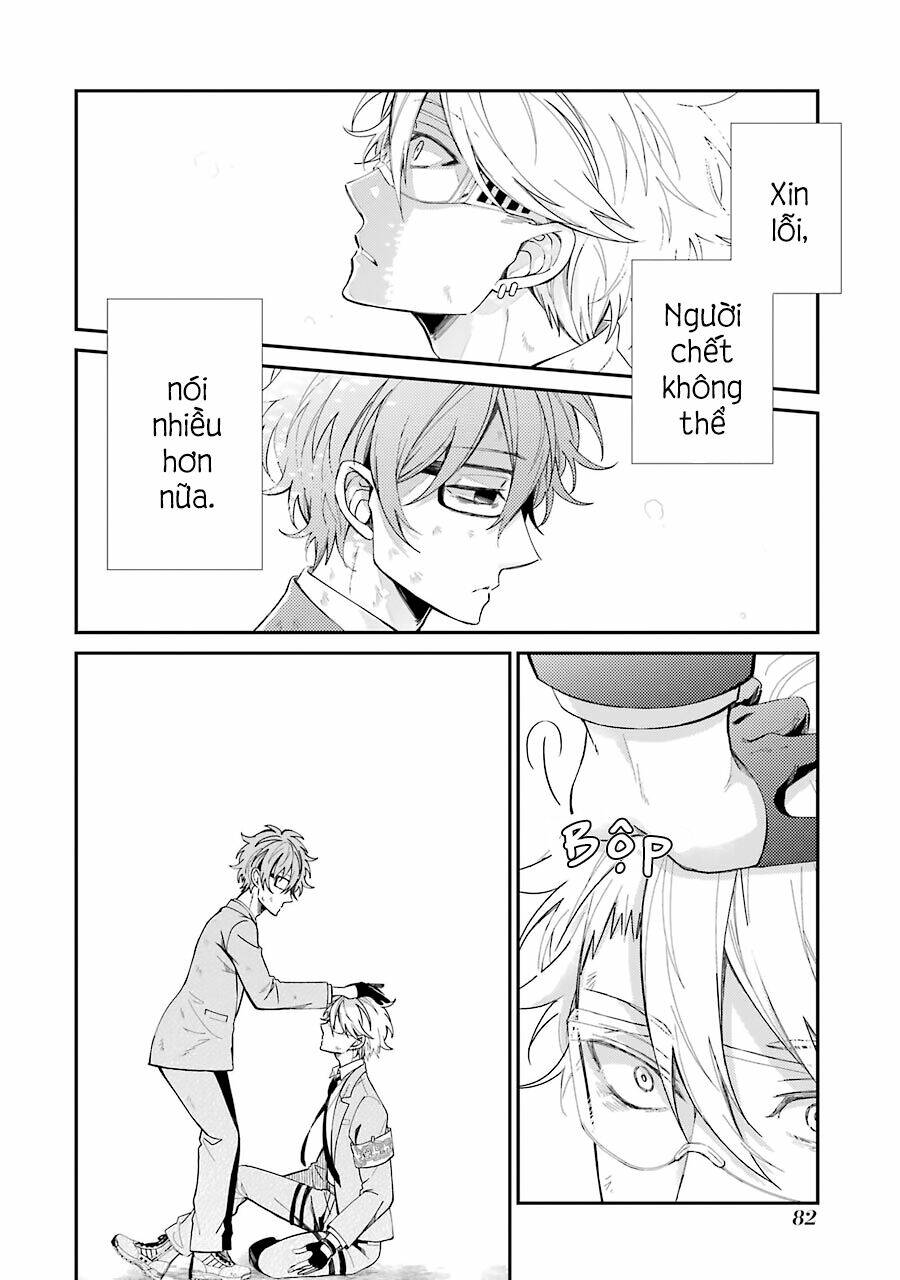 Xin
lỗi,
Người
chết
không
thể
nói
nhiều
hơn
nữa.
Bộp
82